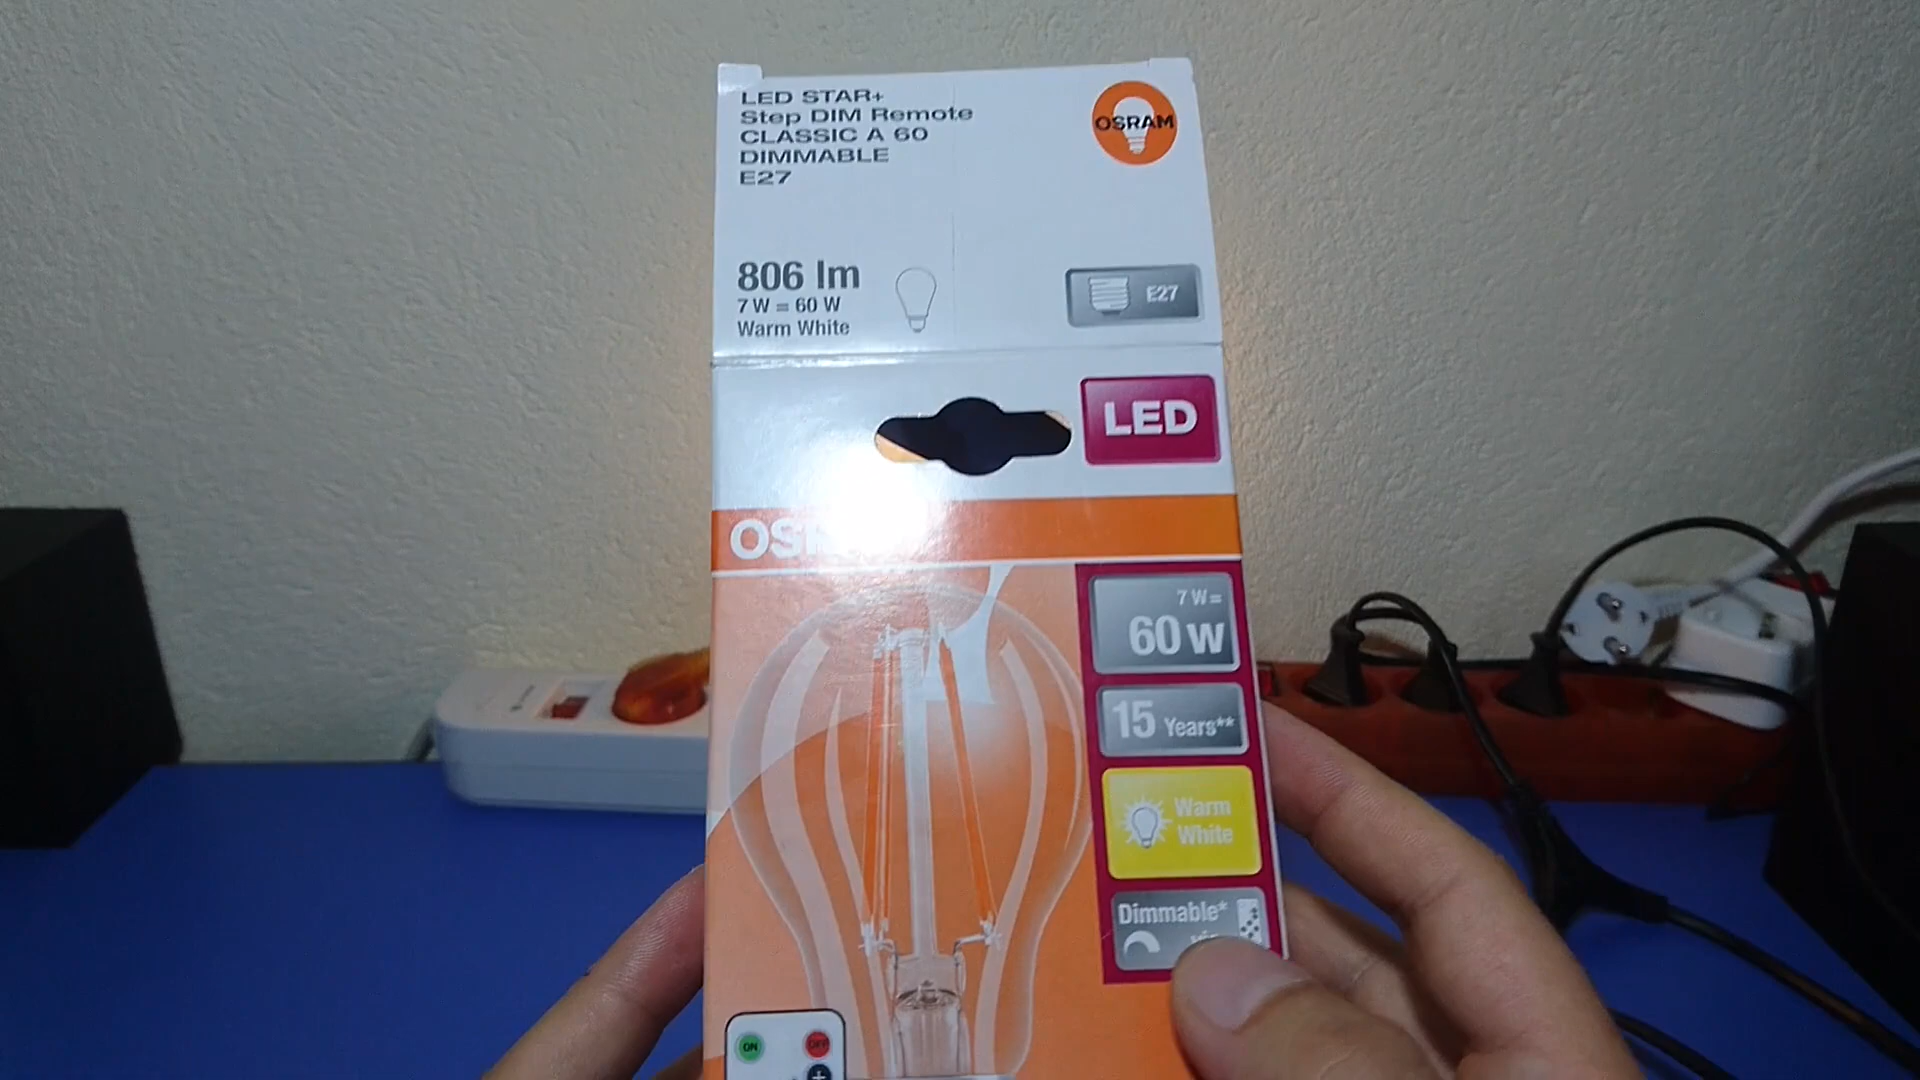 LED STAR+
Step DIM Remote
CLASSIC A 60
DIMMABLE
E27
OSRAM
806 lm
7 W = 60 W
Warm White
E27
LED
OS
7 W =
60 W
15 Years**
Warm
White
Dimmable*
ON
OFF
+